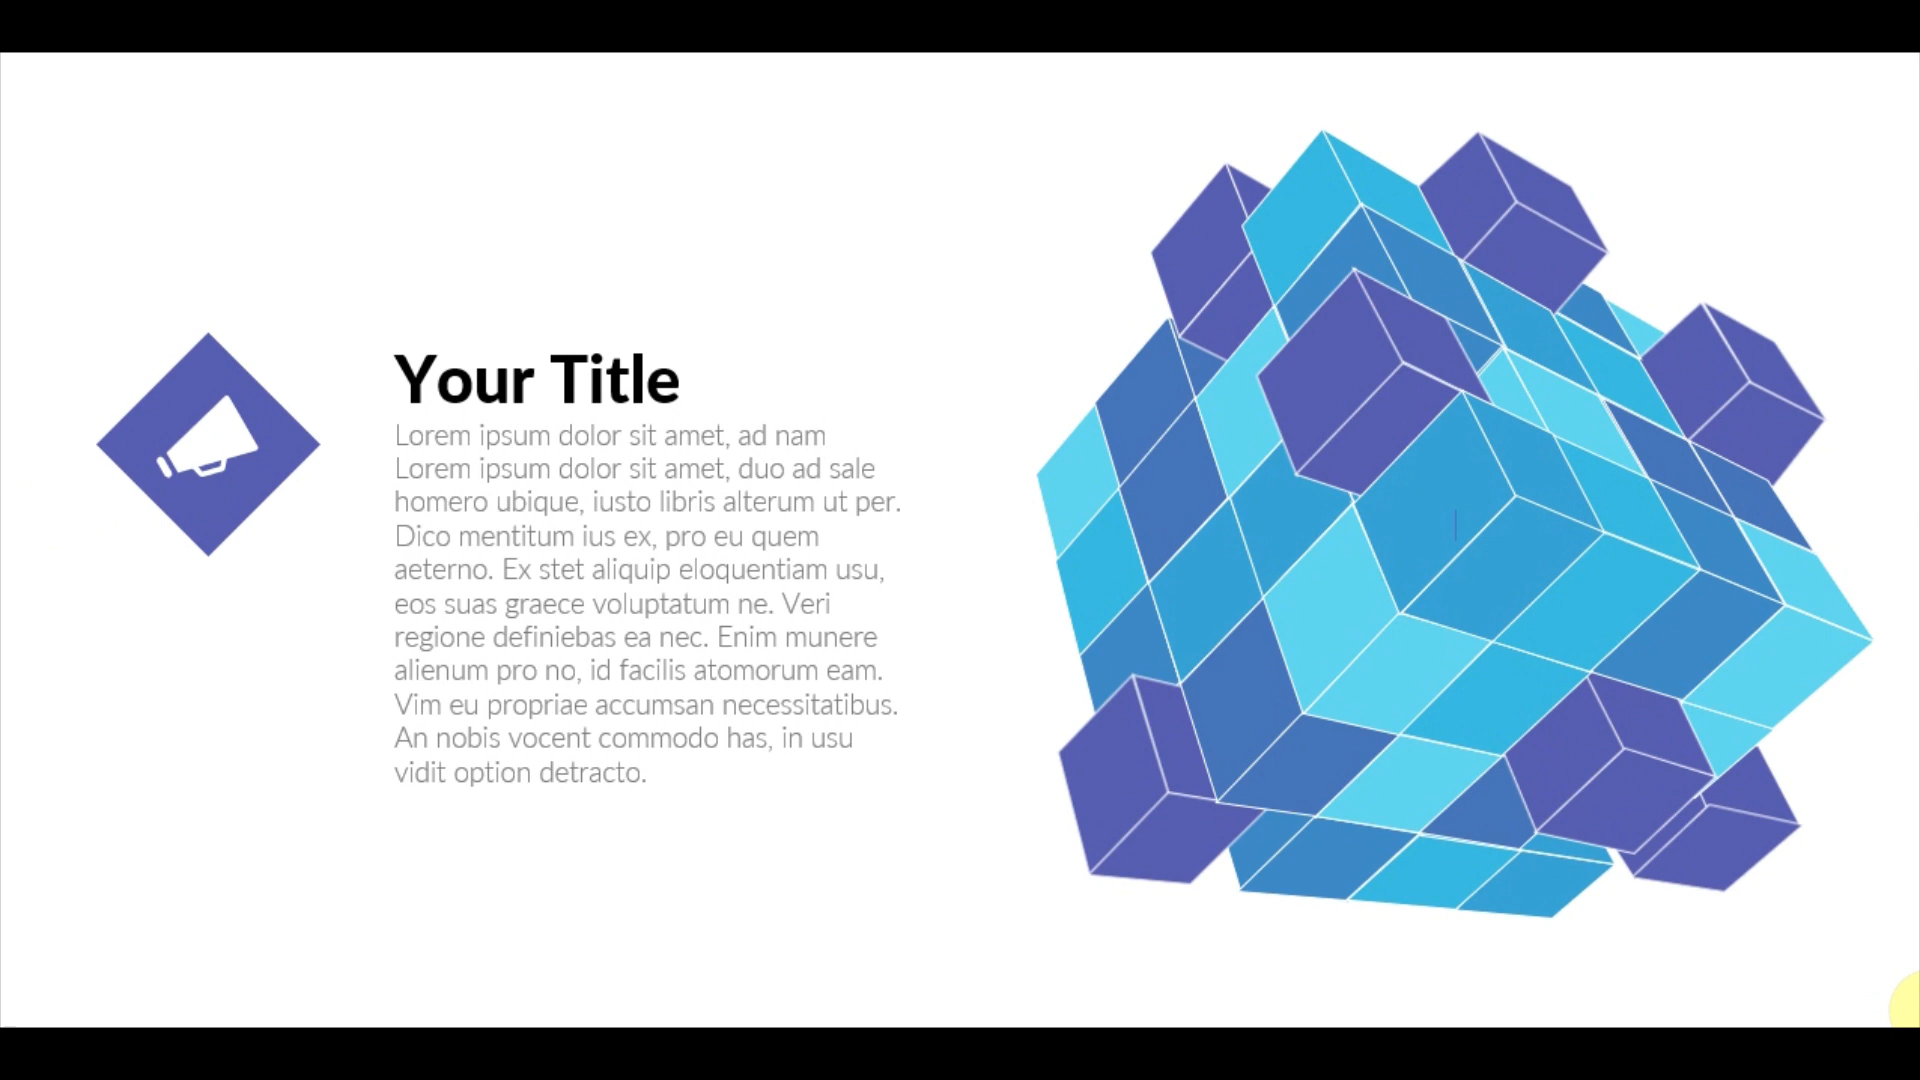 Your Title
Lorem ipsum dolor sit amet, ad nam
Lorem ipsum dolor sit amet, duo ad sale
homero ubique, iusto libris alterum ut per.
Dico mentitum ius ex, pro eu quem
aeterno. Ex stet aliquip eloquentiam usu,
eos suas graece voluptatum ne. Veri
regione definiebas ea nec. Enim munere
alienum pro no, id facilis atomorum eam.
Vim eu propriae accumsan necessitatibus.
An nobis vocent commodo has, in usu
vidit option detracto.